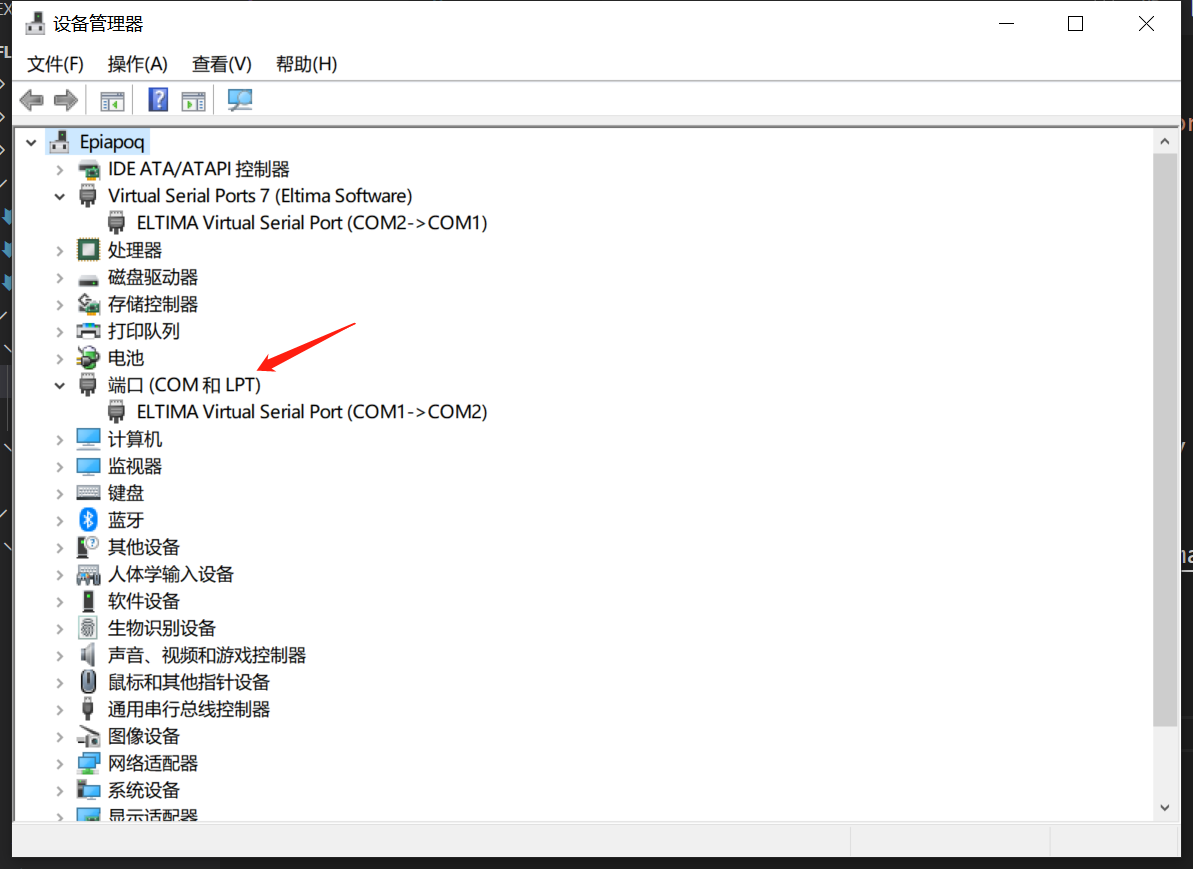 设备管理器
文件(F) 操作(A) 查看(V) 帮助(H)
Epiapoq
IDE ATA/ATAPI 控制器
Virtual Serial Ports 7 (Eltima Software)
ELTIMA Virtual Serial Port (COM2->COM1)
处理器
磁盘驱动器
存储控制器
打印队列
电池
端口 (COM 和 LPT)
ELTIMA Virtual Serial Port (COM1->COM2)
计算机
监视器
键盘
蓝牙
其他设备
人体学输入设备
软件设备
生物识别设备
声音、视频和游戏控制器
鼠标和其他指针设备
通用串行总线控制器
图像设备
网络适配器
系统设备
显示适配器